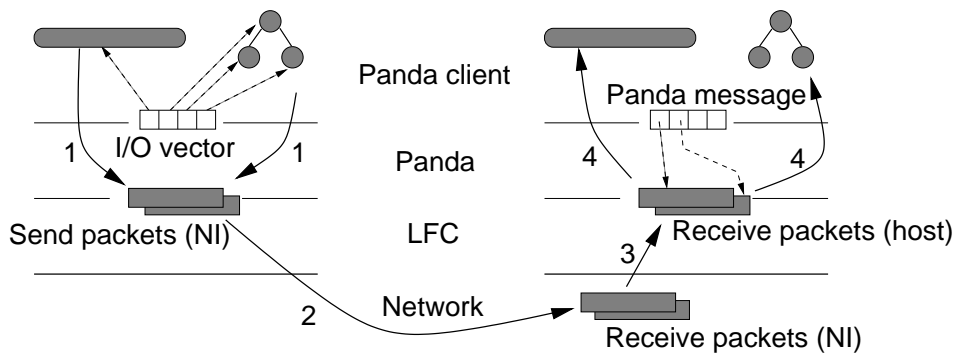 Panda client
Panda message
I/O vector
1
1
Panda
4
4
Send packets (NI)
LFC
Receive packets (host)
3
2
Network
Receive packets (NI)